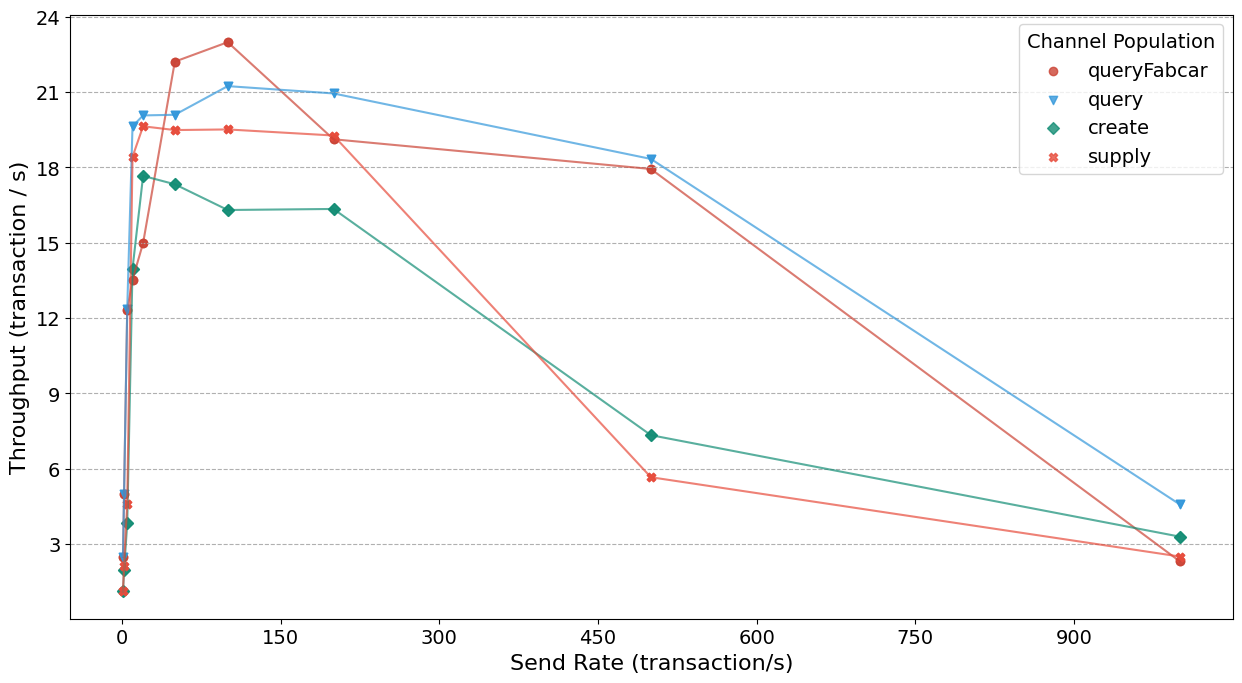 24
21
18
15
12
9
6
3
Throughput (transaction / s)
Channel Population
queryFabcar
query
create
supply
0 150 300 450 600 750 900
Send Rate (transaction/s)